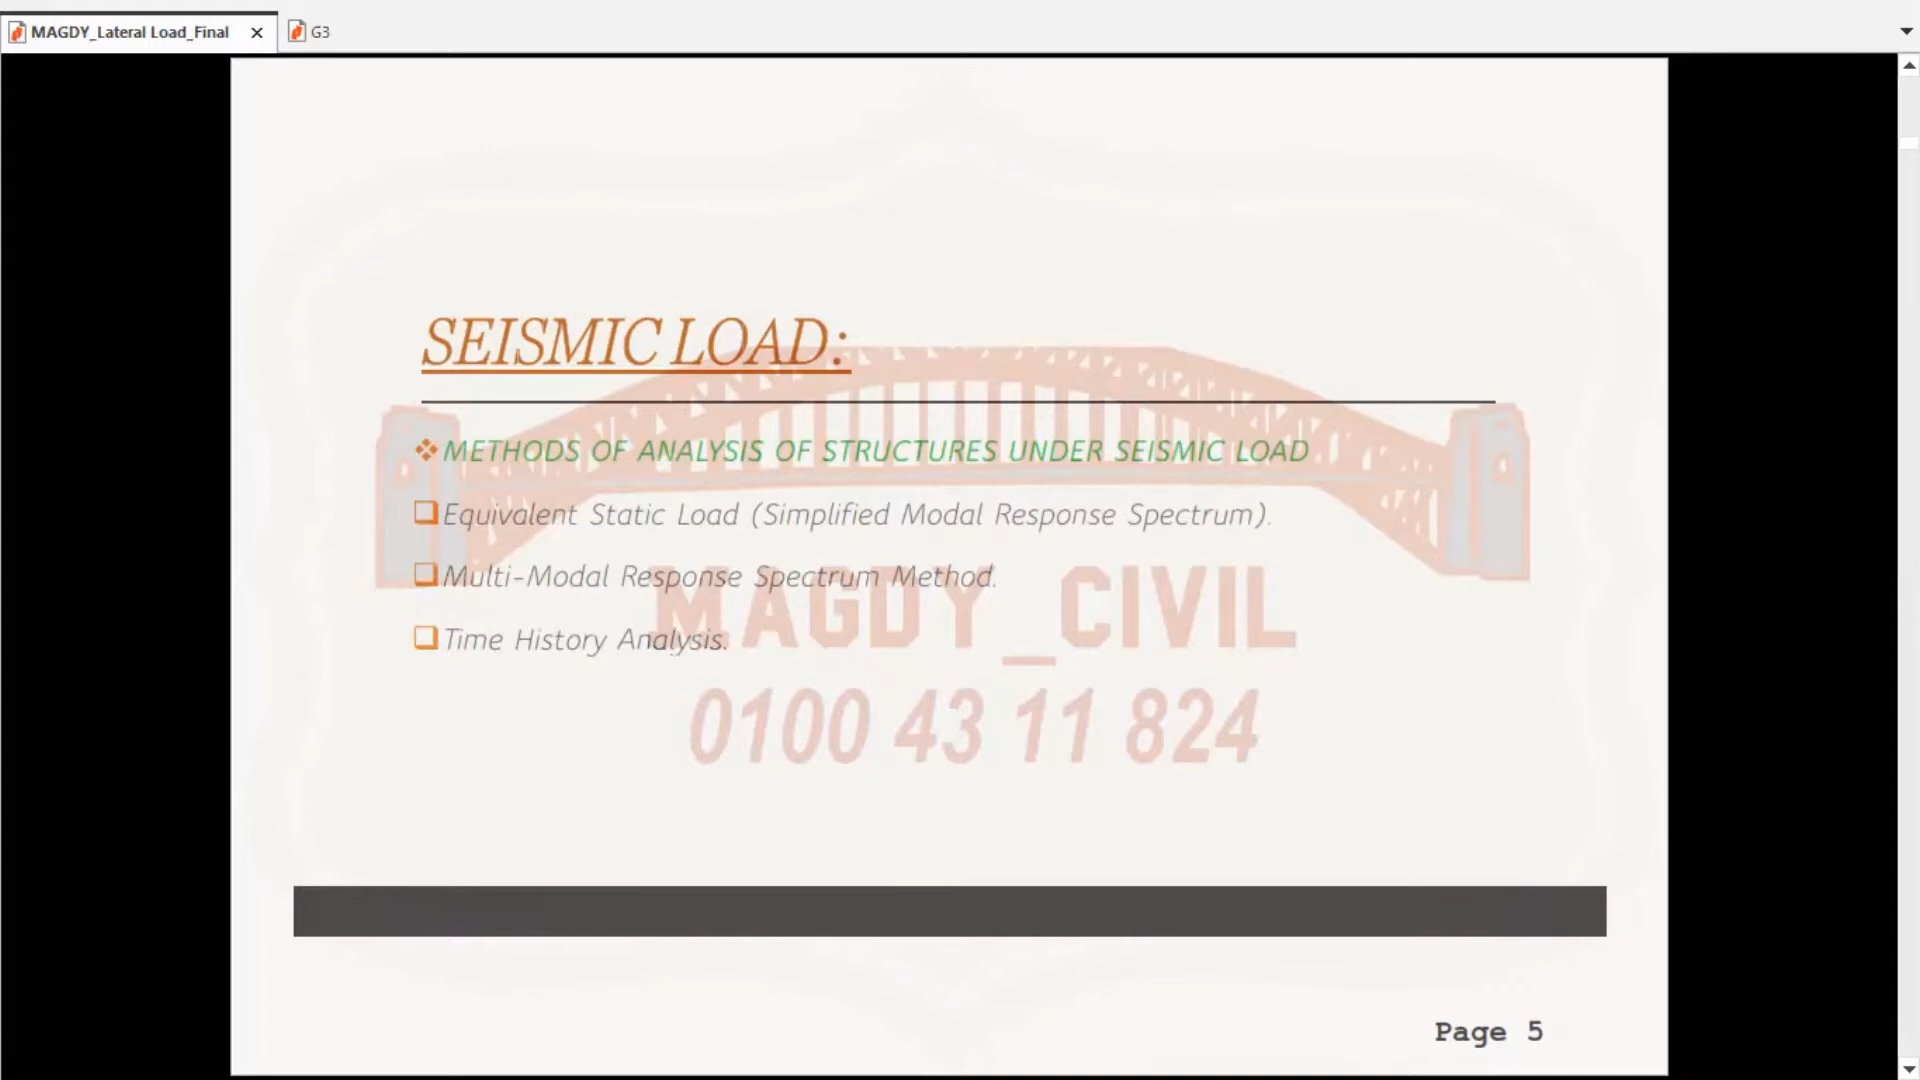 MAGDY_Lateral Load_Final
G3
SEISMIC LOAD:
METHODS OF ANALYSIS OF STRUCTURES UNDER SEISMIC LOAD
Equivalent Static Load (Simplified Modal Response Spectrum).
Multi-Modal Response Spectrum Method.
Time History Analysis.
MAGDY_CIVIL
0100 43 11 824
Page 5